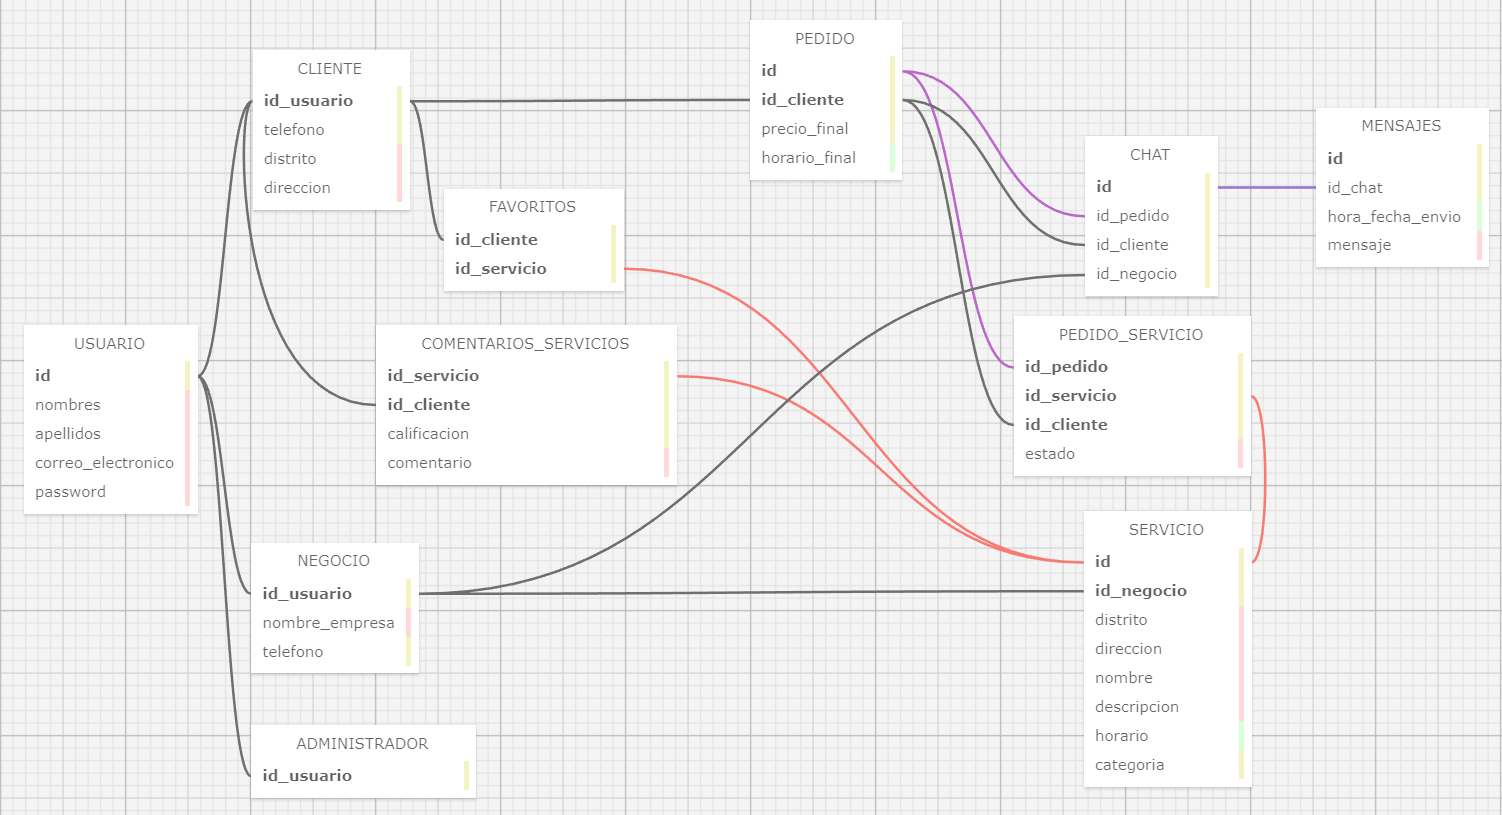 PEDIDO
id
id_cliente
precio_final
horario_final
CLIENTE
id_usuario
telefono
distrito
direccion
MENSAJES
id
id_chat
hora_fecha_envio
mensaje
CHAT
id
id_pedido
id_cliente
id_negocio
FAVORITOS
id_cliente
id_servicio
USUARIO
id
nombres
apellidos
correo_electronico
password
COMENTARIOS_SERVICIOS
id_servicio
id_cliente
calificacion
comentario
PEDIDO_SERVICIO
id_pedido
id_servicio
id_cliente
estado
NEGOCIO
id_usuario
nombre_empresa
telefono
SERVICIO
id
id_negocio
distrito
direccion
nombre
descripcion
horario
categoria
ADMINISTRADOR
id_usuario